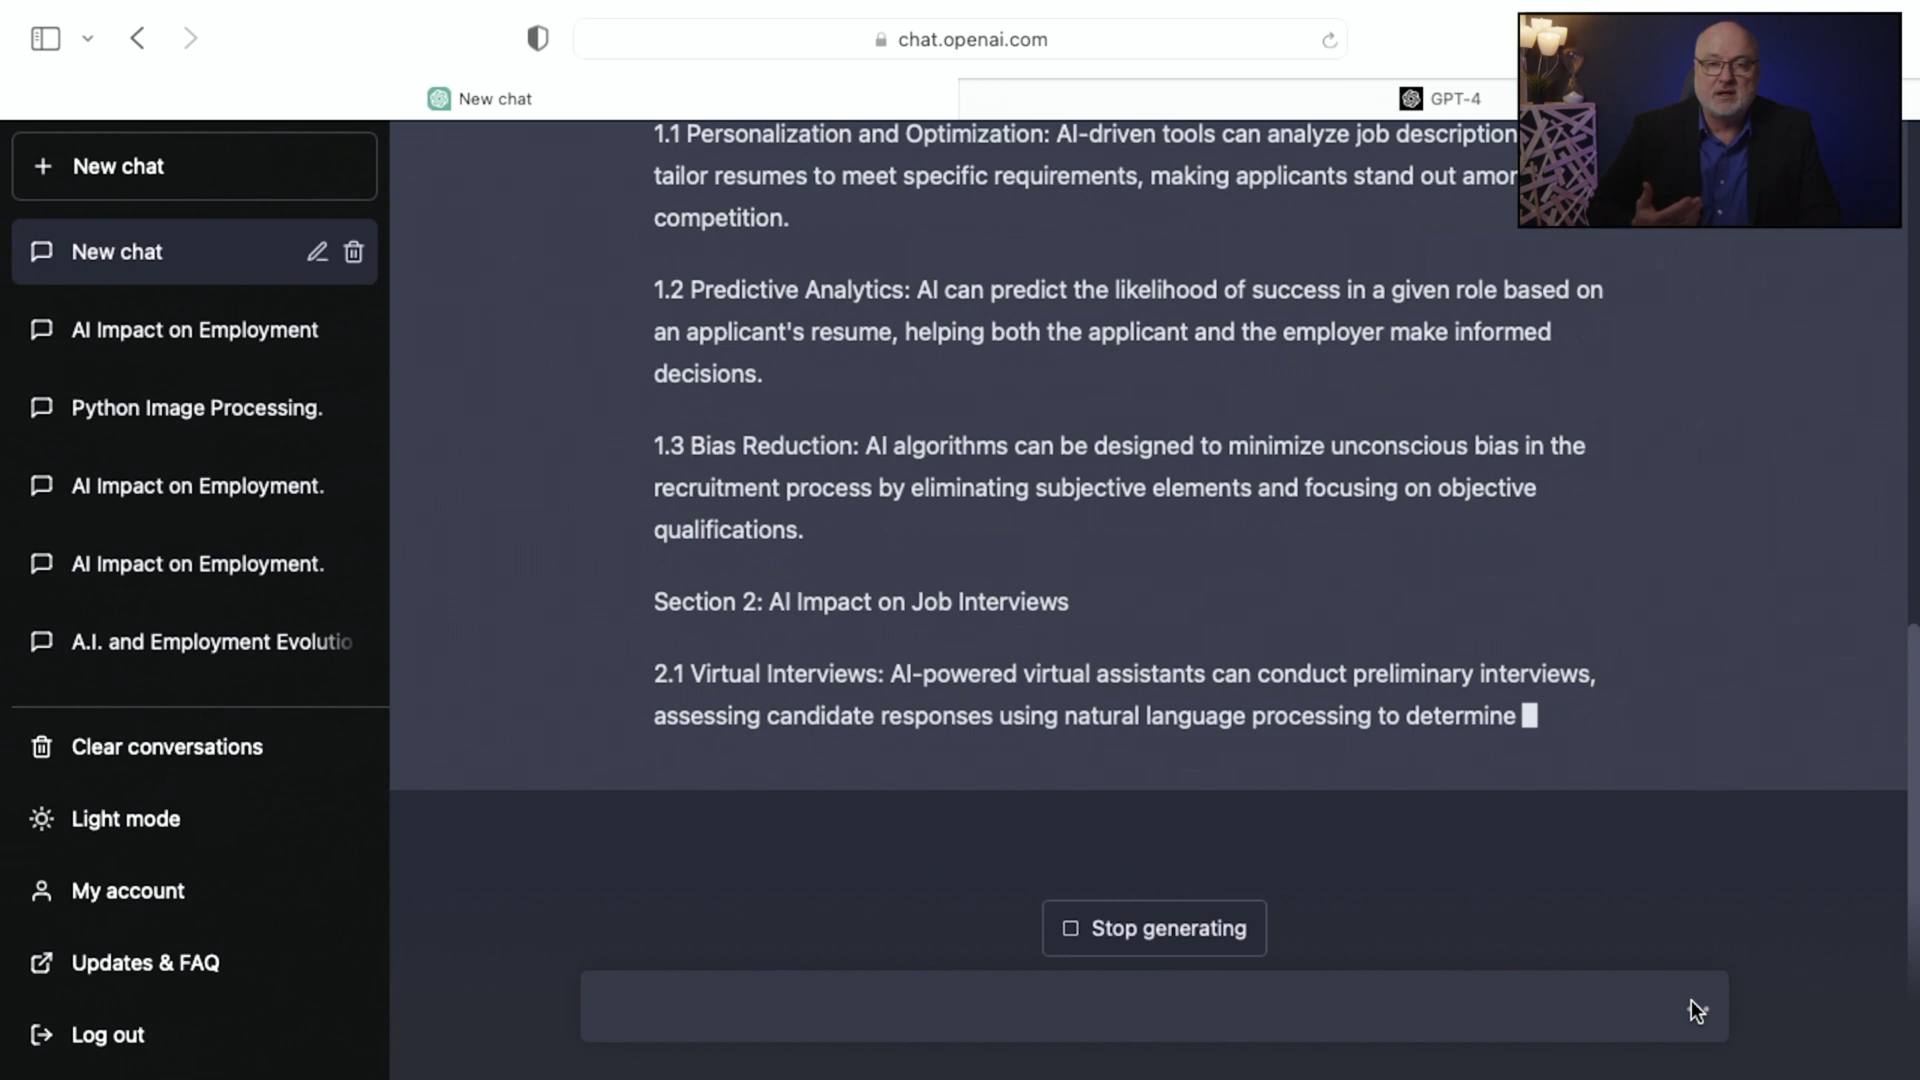 chat.openai.com
New chat
GPT-4
New chat
New chat
AI Impact on Employment
Python Image Processing.
AI Impact on Employment.
AI Impact on Employment.
A.I. and Employment Evolutio
Clear conversations
Light mode
My account
Updates & FAQ
Log out
1.1 Personalization and Optimization: AI-driven tools can analyze job description
tailor resumes to meet specific requirements, making applicants stand out amon
competition.
1.2 Predictive Analytics: AI can predict the likelihood of success in a given role based on
an applicant's resume, helping both the applicant and the employer make informed
decisions.
1.3 Bias Reduction: AI algorithms can be designed to minimize unconscious bias in the
recruitment process by eliminating subjective elements and focusing on objective
qualifications.
Section 2: AI Impact on Job Interviews
2.1 Virtual Interviews: AI-powered virtual assistants can conduct preliminary interviews,
assessing candidate responses using natural language processing to determine
Stop generating